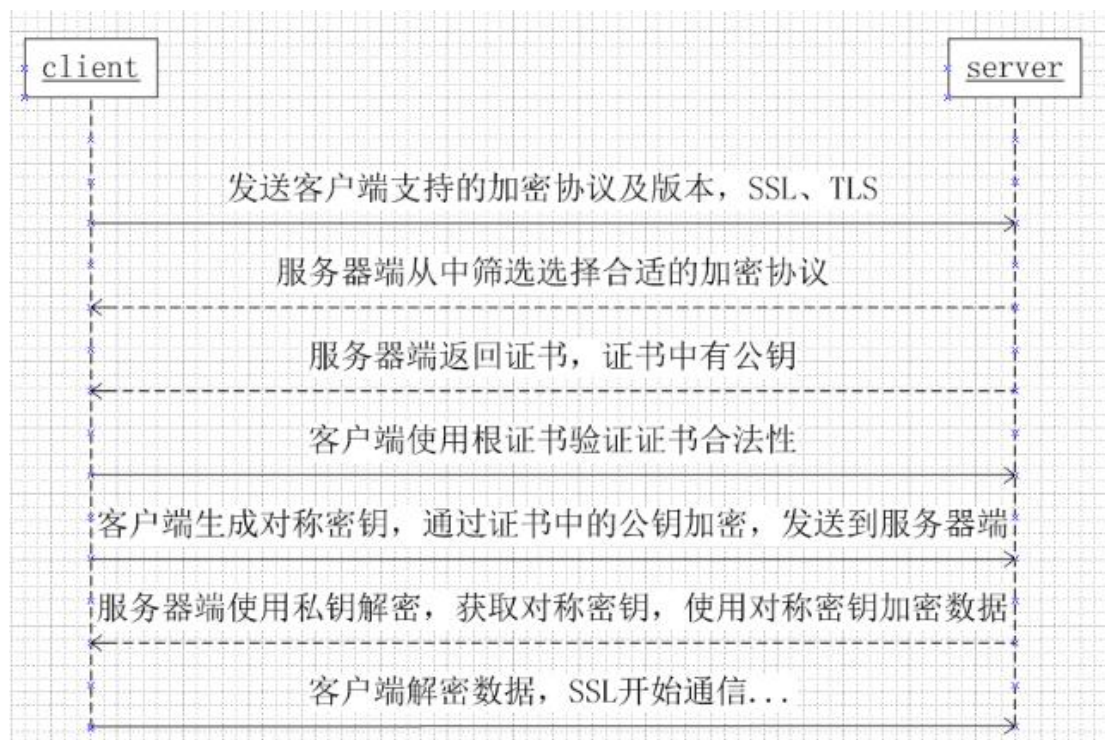 client
server
发送客户端支持的加密协议及版本，SSL、TLS
服务器端从中筛选选择合适的加密协议
服务器端返回证书，证书中有公钥
客户端使用根证书验证证书合法性
客户端生成对称密钥，通过证书中的公钥加密，发送到服务器端
服务器端使用私钥解密，获取对称密钥，使用对称密钥加密数据
客户端解密数据，SSL开始通信...